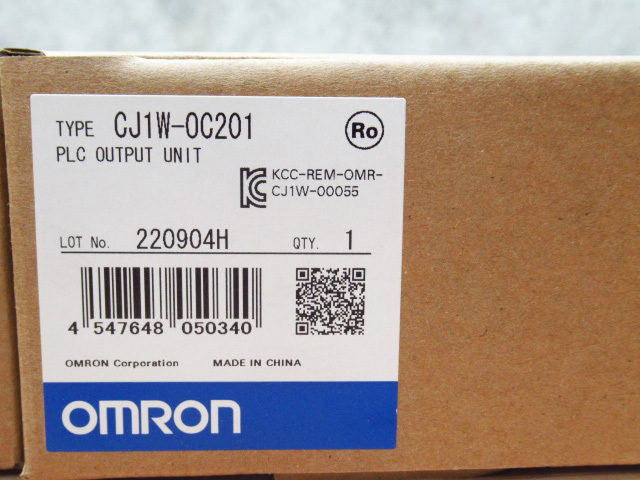 TYPE CJ1W-OC201 Ro
PLC OUTPUT UNIT
KCC-REM-OMR-
CJ1W-00055
LOT No. 220904H QTY. 1
4 547648 050340
OMRON Corporation MADE IN CHINA
OMRON